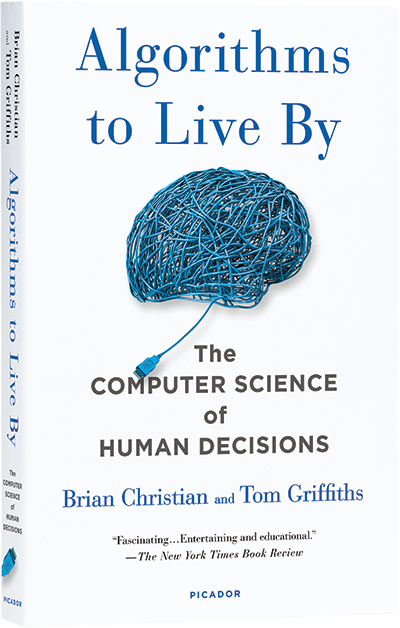 Algorithms
to Live By
The
COMPUTER SCIENCE
of
HUMAN DECISIONS
Brian Christian and Tom Griffiths
“Fascinating…Entertaining and educational.”
—The New York Times Book Review
PICADOR
Brian Christian
and Tom Griffiths
Algorithms to Live By
The
COMPUTER SCIENCE
of
HUMAN DECISIONS
PICADOR